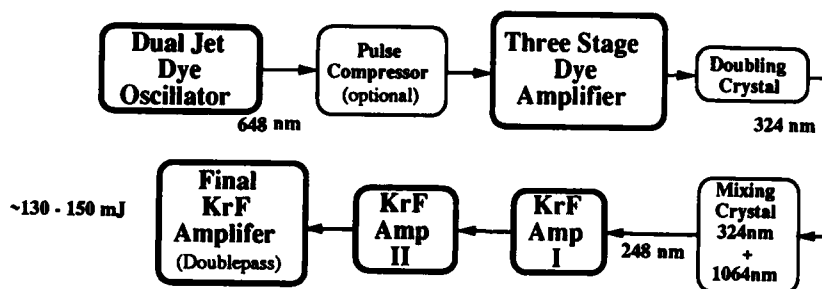 Dual Jet
Dye
Oscillator
648 nm
Pulse
Compressor
(optional)
Three Stage
Dye
Amplifier
Doubling
Crystal
324 nm
Mixing
Crystal
324nm
+
1064nm
248 nm
KrF
Amp
I
KrF
Amp
II
Final
KrF
Amplifer
(Doublepass)
~130 - 150 mJ